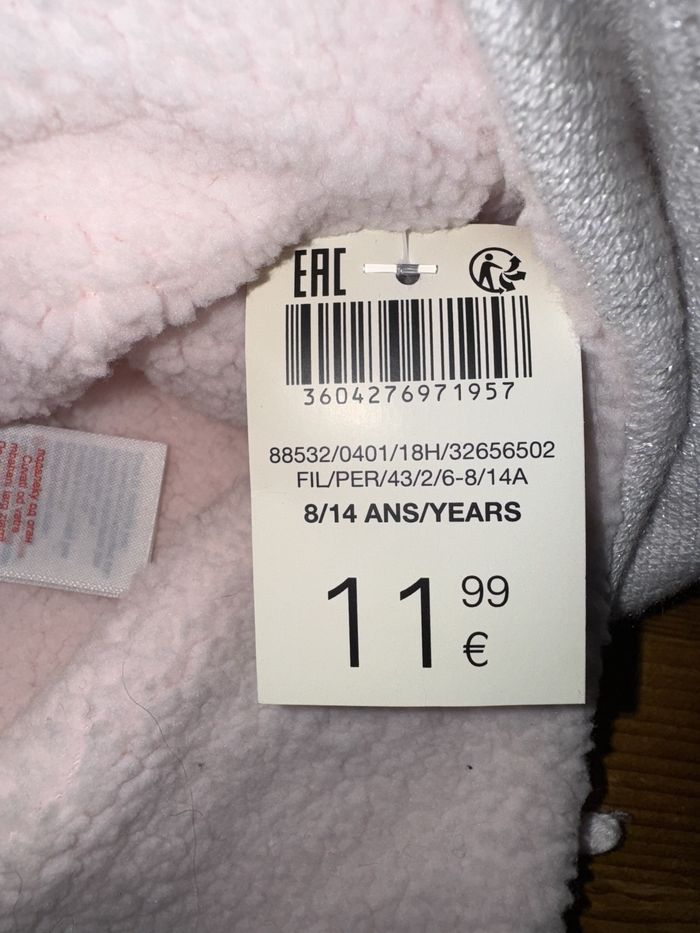 EAC
3604276971957
88532/0401/18H/32656502
FIL/PER/43/2/6-8/14A
8/14 ANS/YEARS
11 99 €